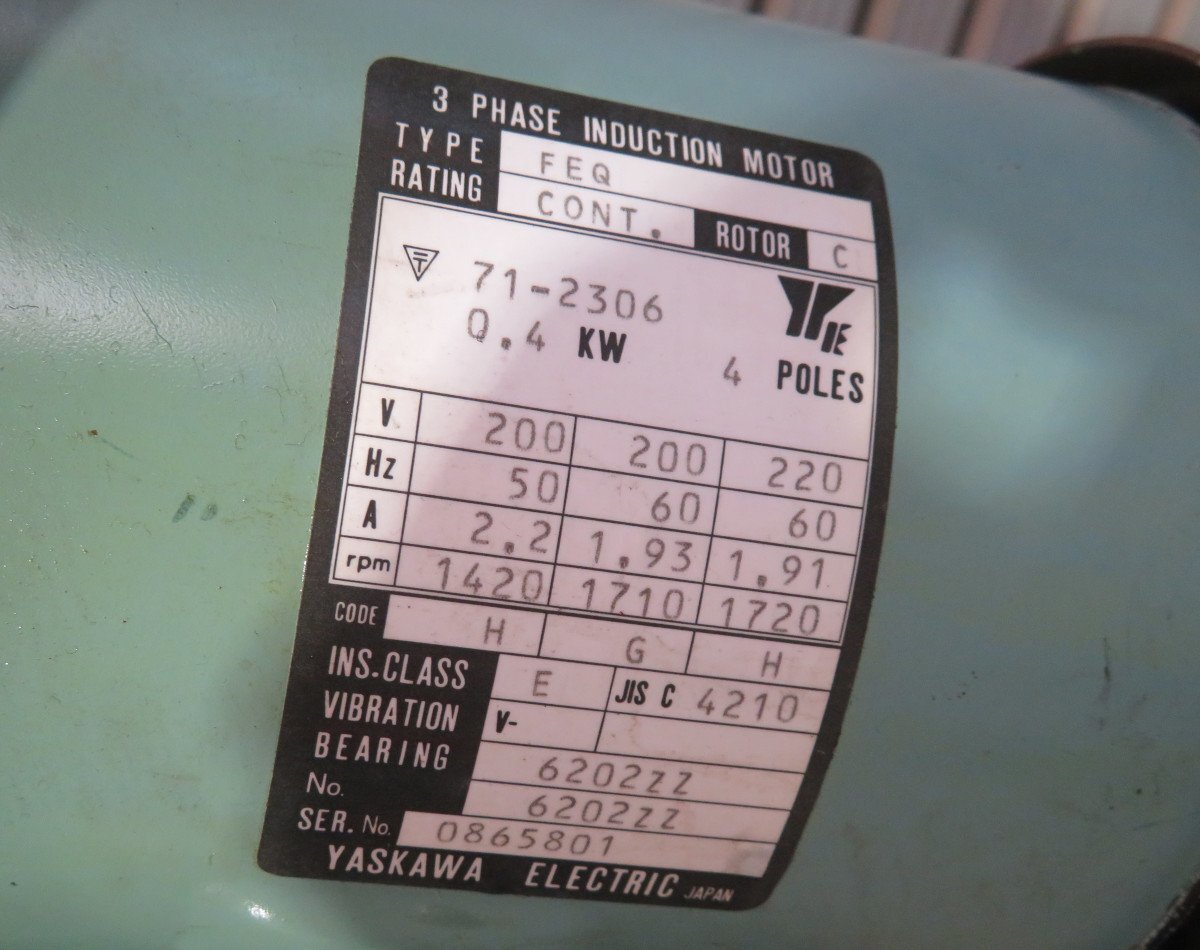 3 PHASE INDUCTION MOTOR
TYPE FEQ
RATING CONT. ROTOR C
71-2306
0.4 KW 4 POLES
V 200 200 220
Hz 50 60 60
A 2.2 1.93 1.91
rpm 1420 1710 1720
CODE H G H
INS.CLASS E JIS C 4210
VIBRATION V-
BEARING 6202ZZ
No. 6202ZZ
SER. No. 0865801
YASKAWA ELECTRIC JAPAN